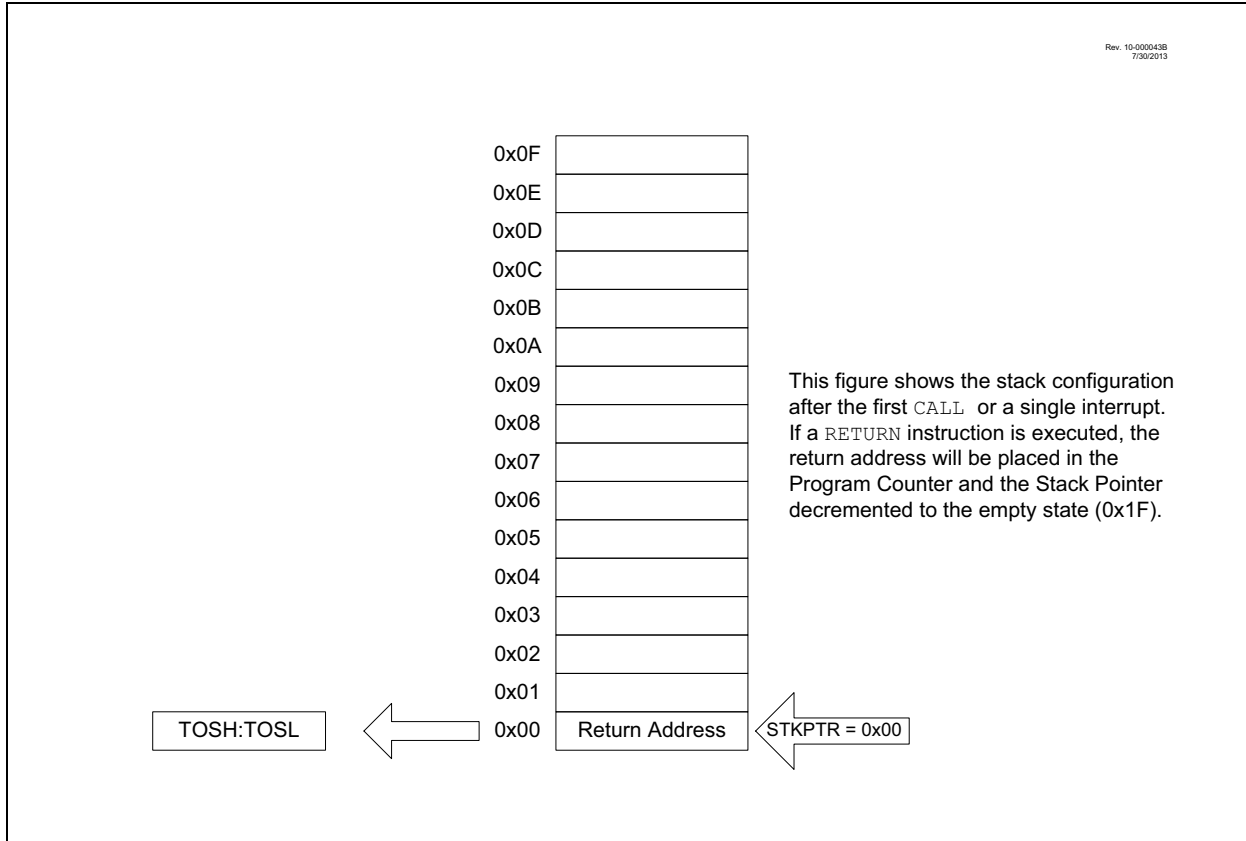 Rev. 10-000043B
7/30/2013
0x0F
0x0E
0x0D
0x0C
0x0B
0x0A
0x09
0x08
0x07
0x06
0x05
0x04
0x03
0x02
0x01
0x00
This figure shows the stack configuration
after the first CALL or a single interrupt.
If a RETURN instruction is executed, the
return address will be placed in the
Program Counter and the Stack Pointer
decremented to the empty state (0x1F).
TOSH:TOSL
Return Address
STKPTR = 0x00